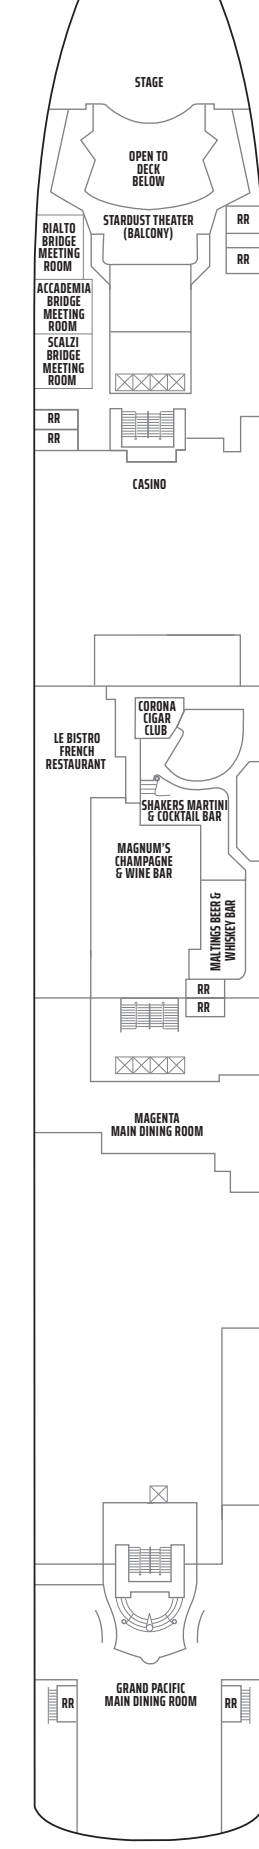 STAGE
OPEN TO
DECK
BELOW
STARDUST THEATER
(BALCONY)
RR
RR
RIALTO
BRIDGE
MEETING
ROOM
ACCADEMIA
BRIDGE
MEETING
ROOM
SCALZI
BRIDGE
MEETING
ROOM
RR
RR
CASINO
CORONA
CIGAR
CLUB
LE BISTRO
FRENCH
RESTAURANT
SHAKERS MARTINI
& COCKTAIL BAR
MAGNUM'S
CHAMPAGNE
& WINE BAR
MALTINGS BEER &
WHISKEY BAR
RR
RR
MAGENTA
MAIN DINING ROOM
GRAND PACIFIC
MAIN DINING ROOM
RR
RR